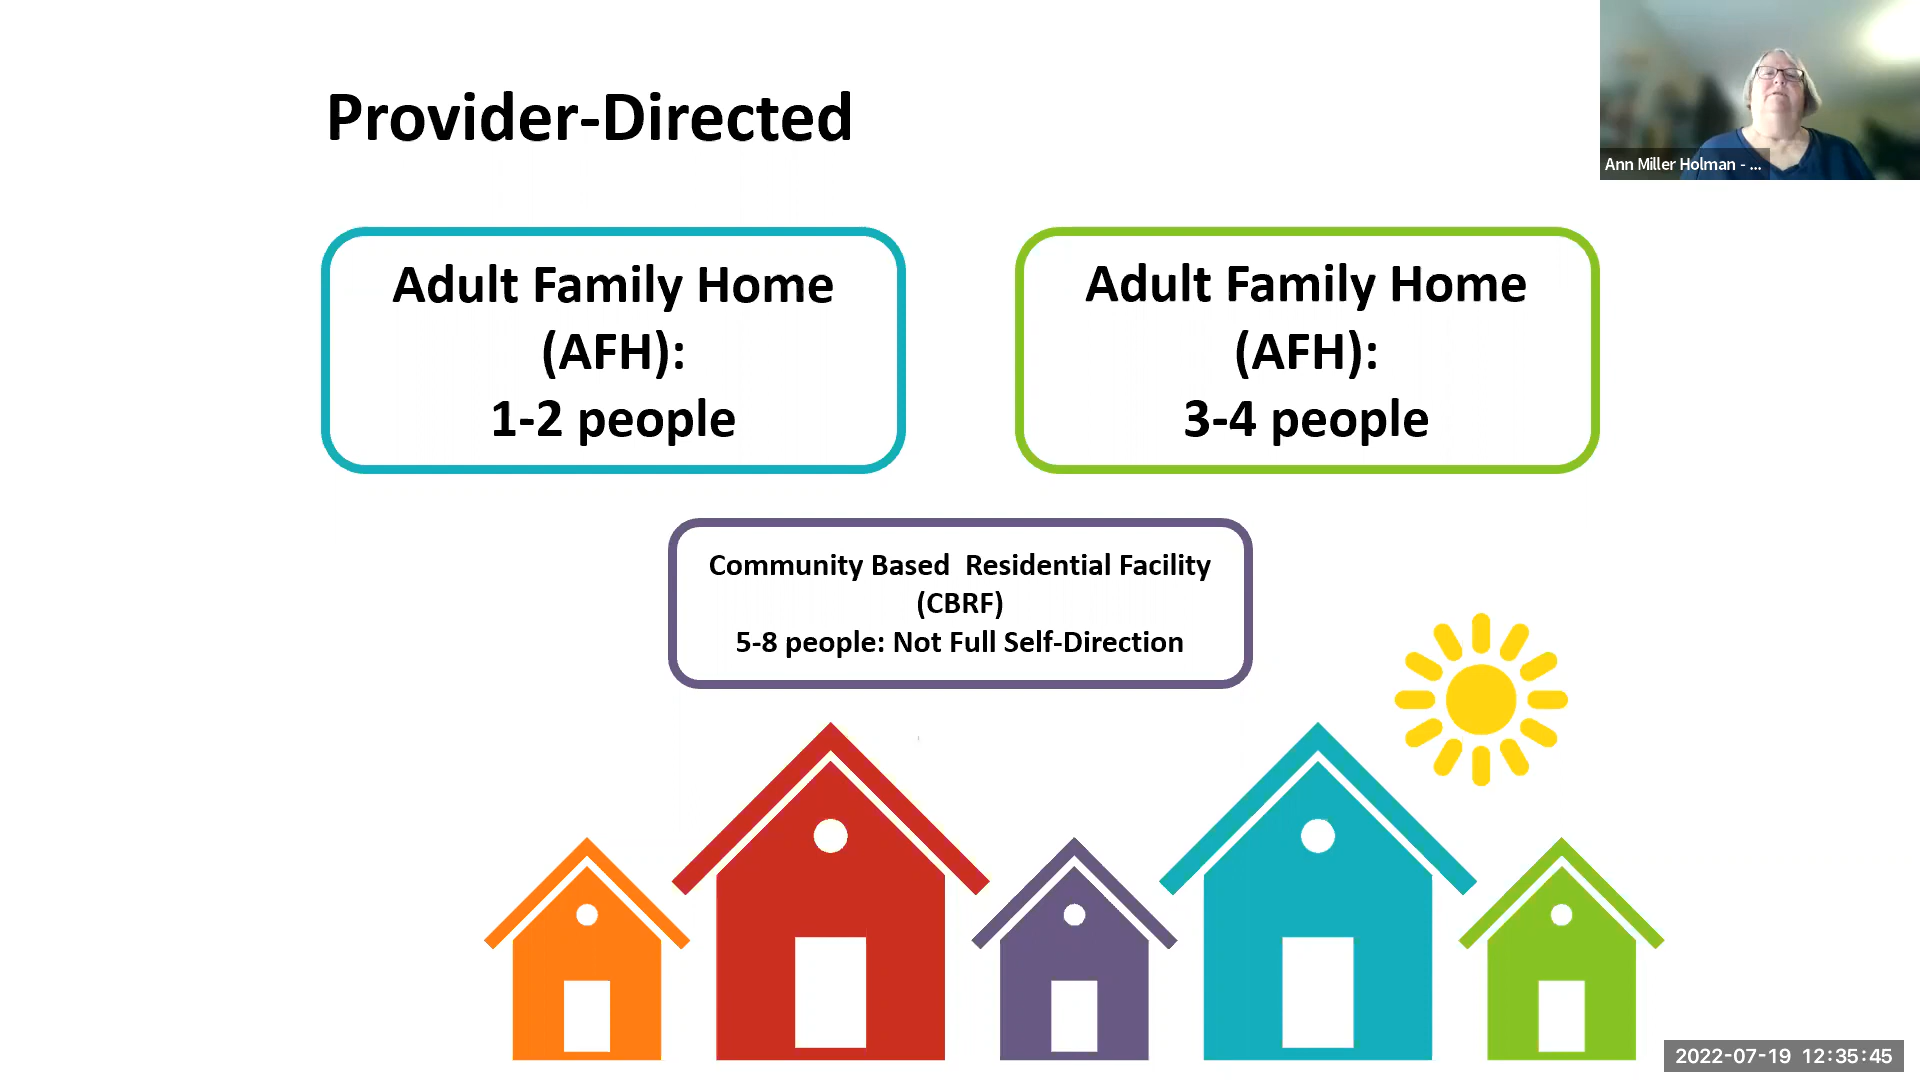 Provider-Directed
Ann Miller Holman - ...
Adult Family Home
(AFH):
1-2 people
Adult Family Home
(AFH):
3-4 people
Community Based  Residential Facility
(CBRF)
5-8 people: Not Full Self-Direction
2022-07-19 12:35:45